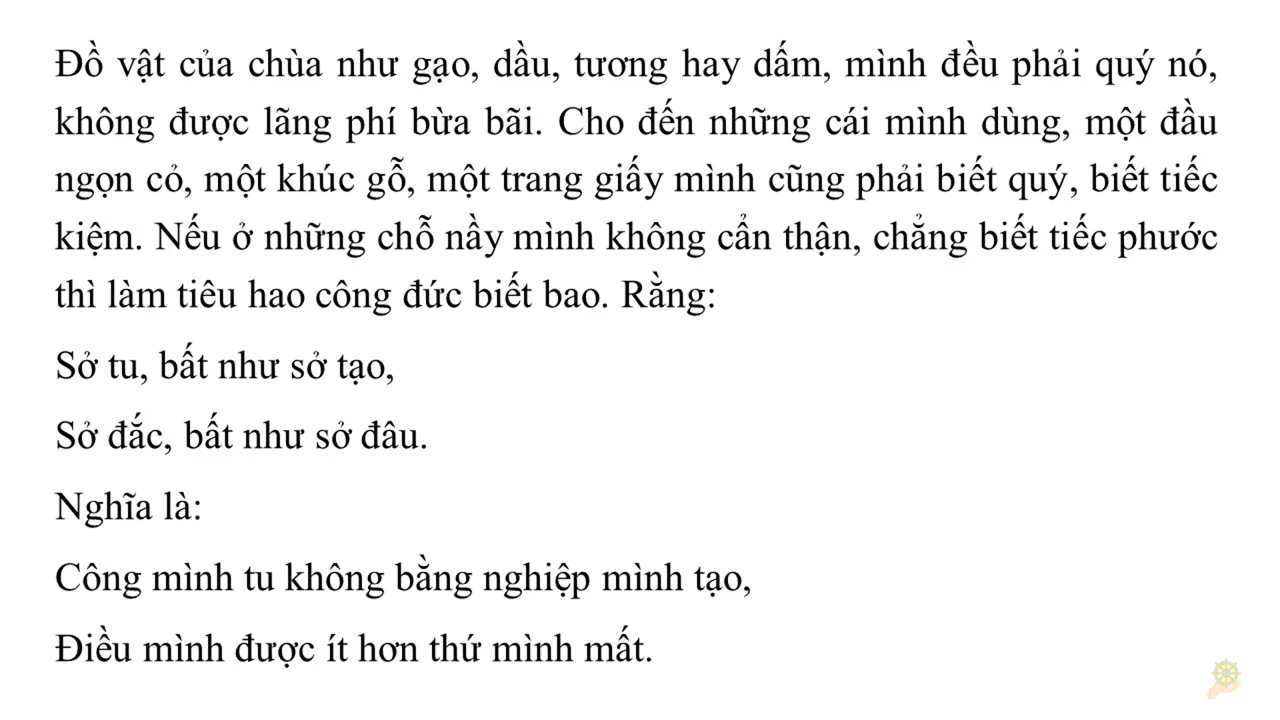 Đồ vật của chùa như gạo, dầu, tương hay dấm, mình đều phải quý nó,
không được lãng phí bừa bãi. Cho đến những cái mình dùng, một đầu
ngọn cỏ, một khúc gỗ, một trang giấy mình cũng phải biết quý, biết tiếc
kiệm. Nếu ở những chỗ nầy mình không cẩn thận, chẳng biết tiếc phước
thì làm tiêu hao công đức biết bao. Rằng:
Sở tu, bất như sở tạo,
Sở đắc, bất như sở đâu.
Nghĩa là:
Công mình tu không bằng nghiệp mình tạo,
Điều mình được ít hơn thứ mình mất.